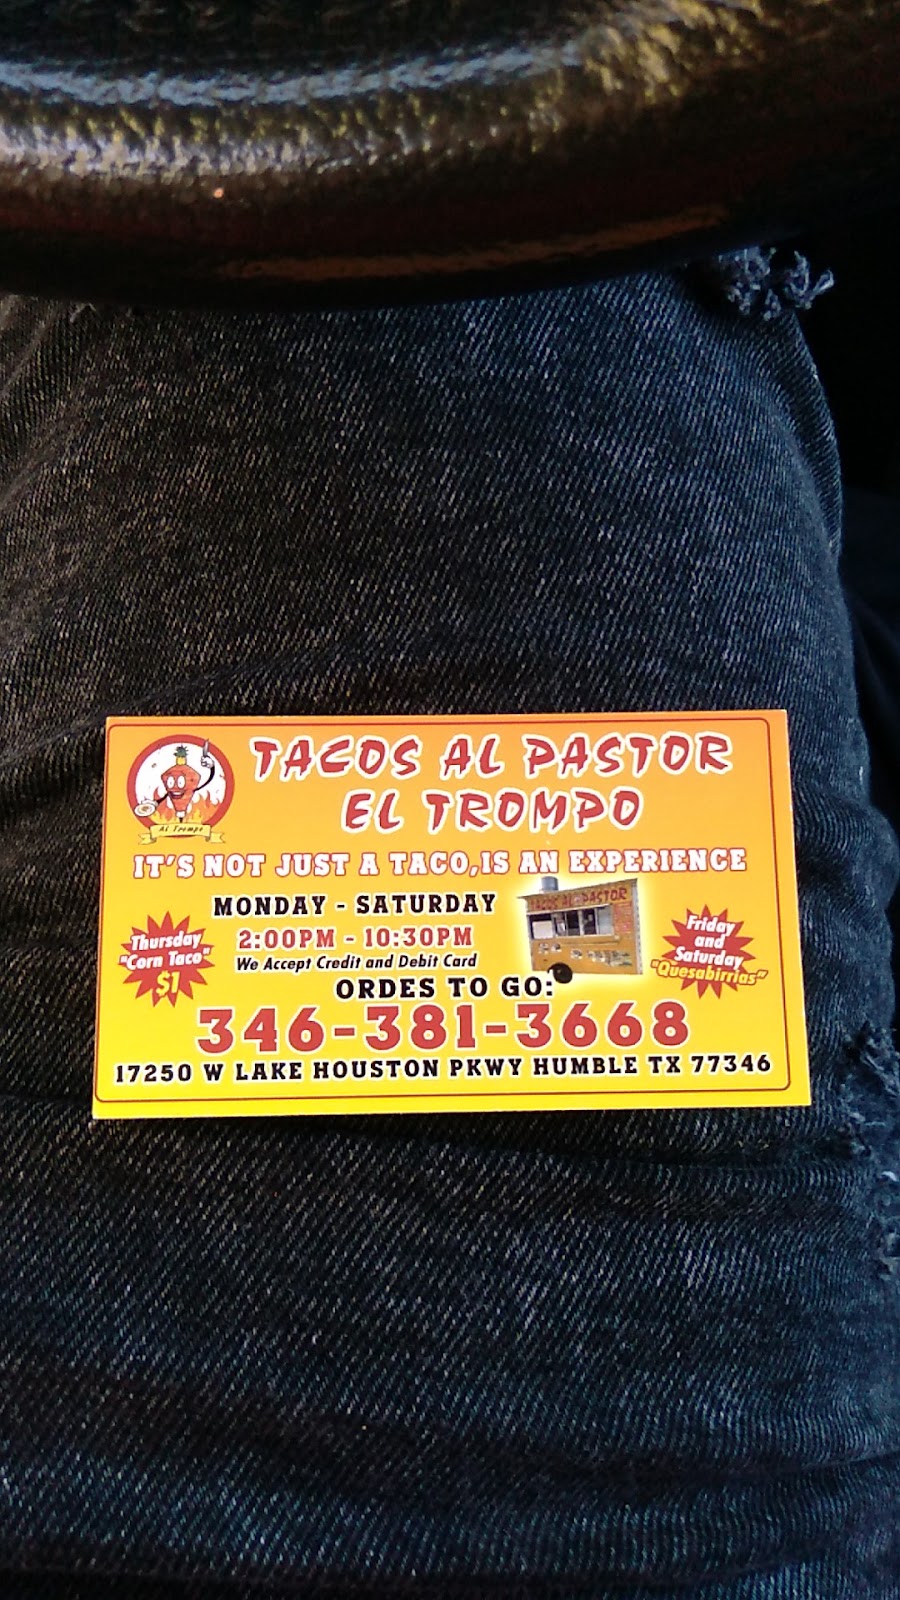 TACOS AL PASTOR
EL TROMPO
Al Trompo
IT'S NOT JUST A TACO,IS AN EXPERIENCE
MONDAY - SATURDAY
2:00PM - 10:30PM
We Accept Credit and Debit Card
Thursday
"Corn Taco"
$1
TACOS AL PASTOR
Friday
and
Saturday
"Quesabirrias"
ORDES TO GO:
346-381-3668
17250 W LAKE HOUSTON PKWY HUMBLE TX 77346